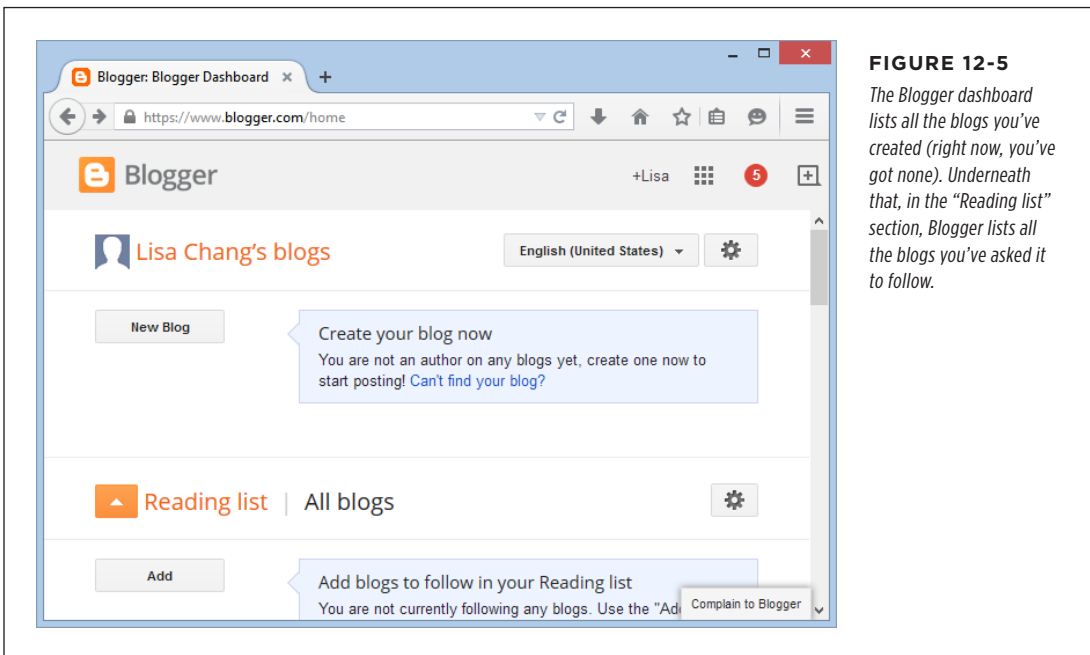 Blogger: Blogger Dashboard
https://www.blogger.com/home
Blogger
+Lisa
5
Lisa Chang's blogs
English (United States)
New Blog
Create your blog now
You are not an author on any blogs yet, create one now to
start posting! Can't find your blog?
Reading list | All blogs
Add
Add blogs to follow in your Reading list
You are not currently following any blogs. Use the "Ad
Complain to Blogger
FIGURE 12-5
The Blogger dashboard
lists all the blogs you've
created (right now, you've
got none). Underneath
that, in the “Reading list”
section, Blogger lists all
the blogs you've asked it
to follow.